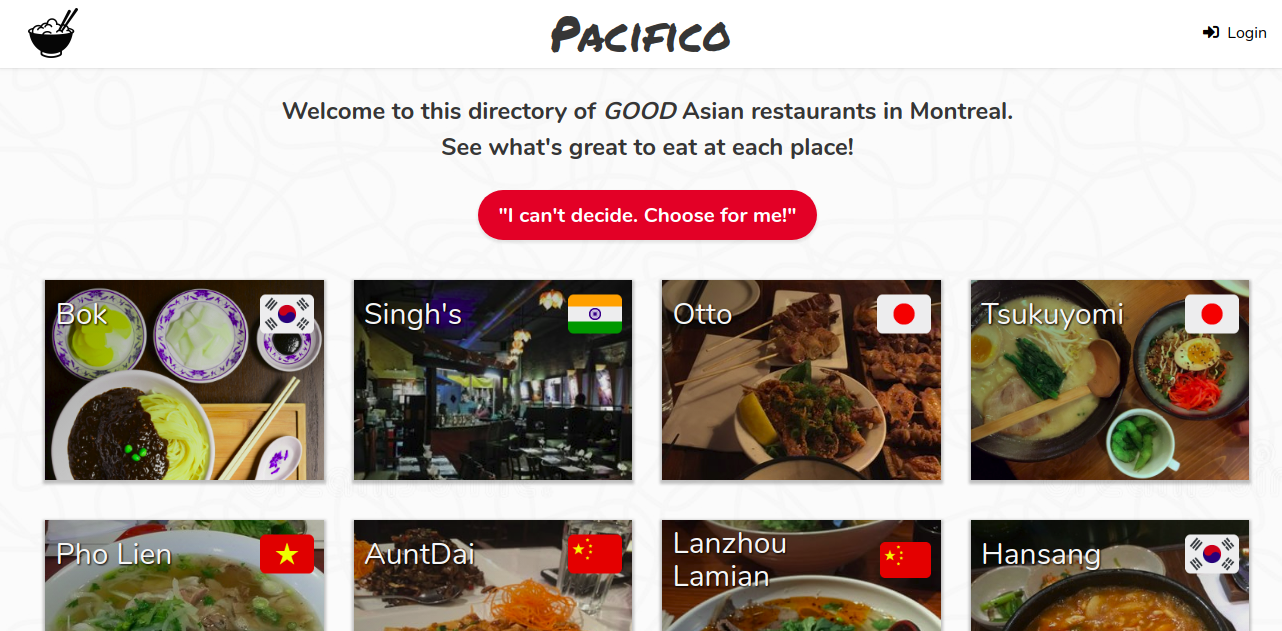 Pacifico
Login
Welcome to this directory of GOOD Asian restaurants in Montreal.
See what's great to eat at each place!
"I can't decide. Choose for me!"
Bok
Singh's
Otto
Tsukuyomi
Pho Lien
AuntDai
Lanzhou
Lamian
Hansang